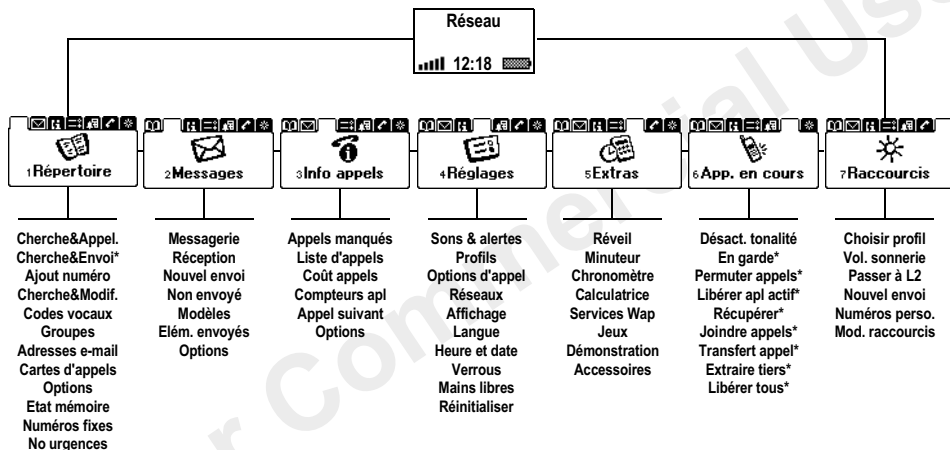 Réseau
12:18
1Répertoire
2Messages
3Info appels
4Réglages
5Extras
6App. en cours
7Raccourcis
Cherche&Appel.
Cherche&Envoi*
Ajout numéro
Cherche&Modif.
Codes vocaux
Groupes
Adresses e-mail
Cartes d'appels
Options
Etat mémoire
Numéros fixes
No urgences
Messagerie
Réception
Nouvel envoi
Non envoyé
Modèles
Elém. envoyés
Options
Appels manqués
Liste d'appels
Coût appels
Compteurs apl
Appel suivant
Options
Sons & alertes
Profils
Options d'appel
Réseaux
Affichage
Langue
Heure et date
Verrous
Mains libres
Réinitialiser
Réveil
Minuteur
Chronomètre
Calculatrice
Services Wap
Jeux
Démonstration
Accessoires
Désact. tonalité
En garde*
Permuter appels*
Libérer apl actif*
Récupérer*
Joindre appels*
Transfert appel*
Extraire tiers*
Libérer tous*
Choisir profil
Vol. sonnerie
Passer à L2
Nouvel envoi
Numéros perso.
Mod. raccourcis
r Commercial Us